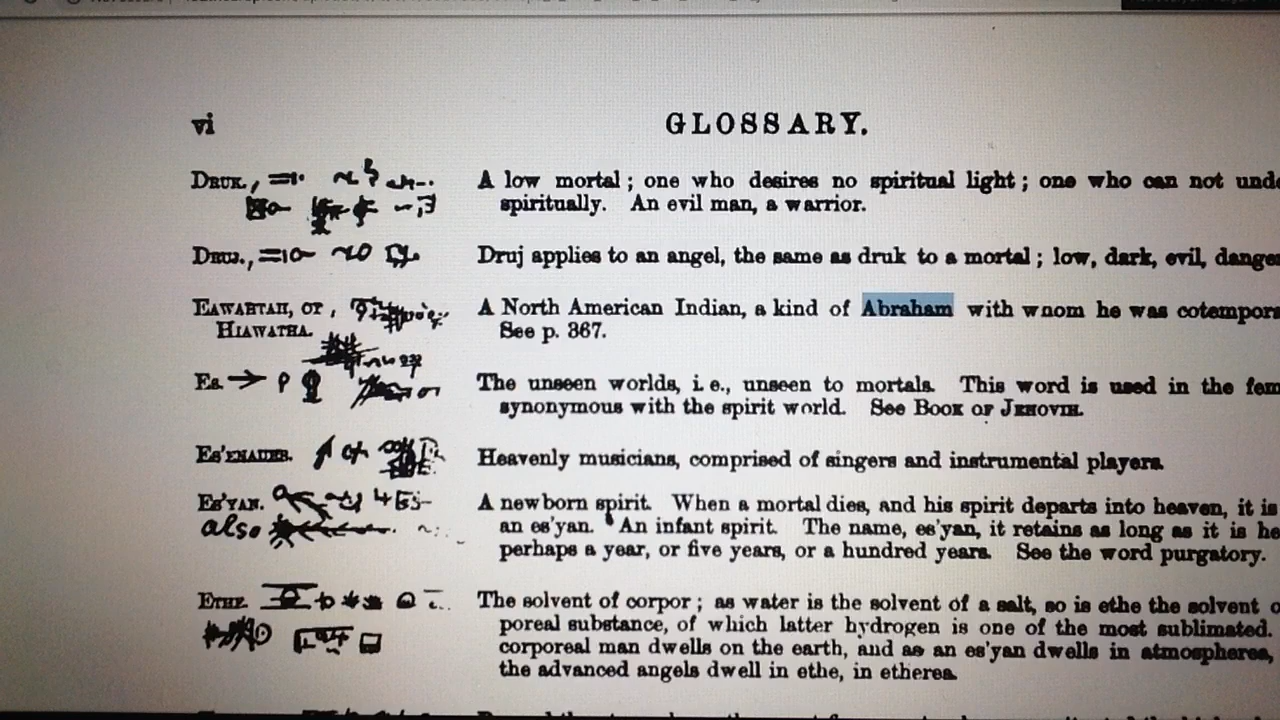 vi GLOSSARY.
DRUK., A low mortal ; one who desires no spiritual light ; one who can not
spiritually. An evil man, a warrior.
DRUJ., Druj applies to an angel, the same as druk to a mortal ; low, dark, evil,
EAWAHTAH, OR , A North American Indian, a kind of Abraham with wnom he was
HIAWATHA. See p. 367.
ES. The unseen worlds, i. e., unseen to mortals. This word is used in the
synonymous with the spirit world. See BOOK OF JEHOVIH.
ES'ENAURS. Heavenly musicians, comprised of singers and instrumental players.
ES'YAN. A new born spirit. When a mortal dies, and his spirit departs into heaven, it is
also an es'yan. An infant spirit. The name, es'yan, it retains as long as it is
perhaps a year, or five years, or a hundred years. See the word purgatory.
ETHE. The solvent of corpor ; as water is the solvent of a salt, so is ethe the solvent
poreal substance, of which latter hydrogen is one of the most sublimated.
corporeal man dwells on the earth, and as an es'yan dwells in atmospherea,
the advanced angels dwell in ethe, in etherea.